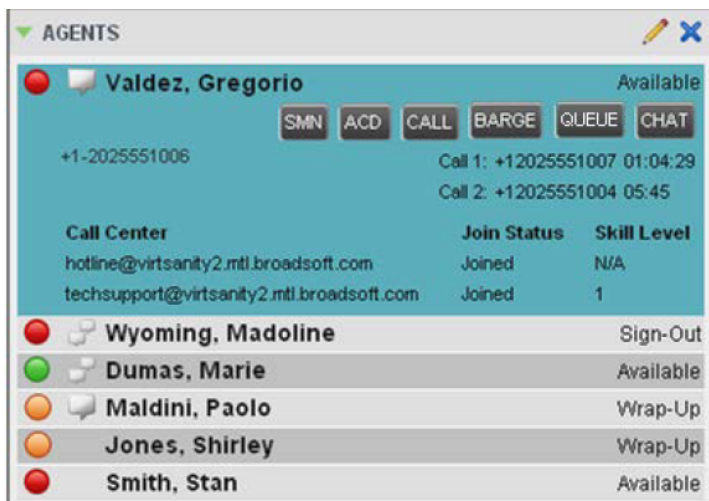 AGENTS
Valdez, Gregorio Available
SMN ACD CALL BARGE QUEUE CHAT
+1-2025551006 Call 1: +12025551007 01:04:29
Call 2: +12025551004 05:45
Call Center Join Status Skill Level
hotline@virtsanity2.mtl.broadsoft.com Joined N/A
techsupport@virtsanity2.mtl.broadsoft.com Joined 1
Wyoming, Madoline Sign-Out
Dumas, Marie Available
Maldini, Paolo Wrap-Up
Jones, Shirley Wrap-Up
Smith, Stan Available